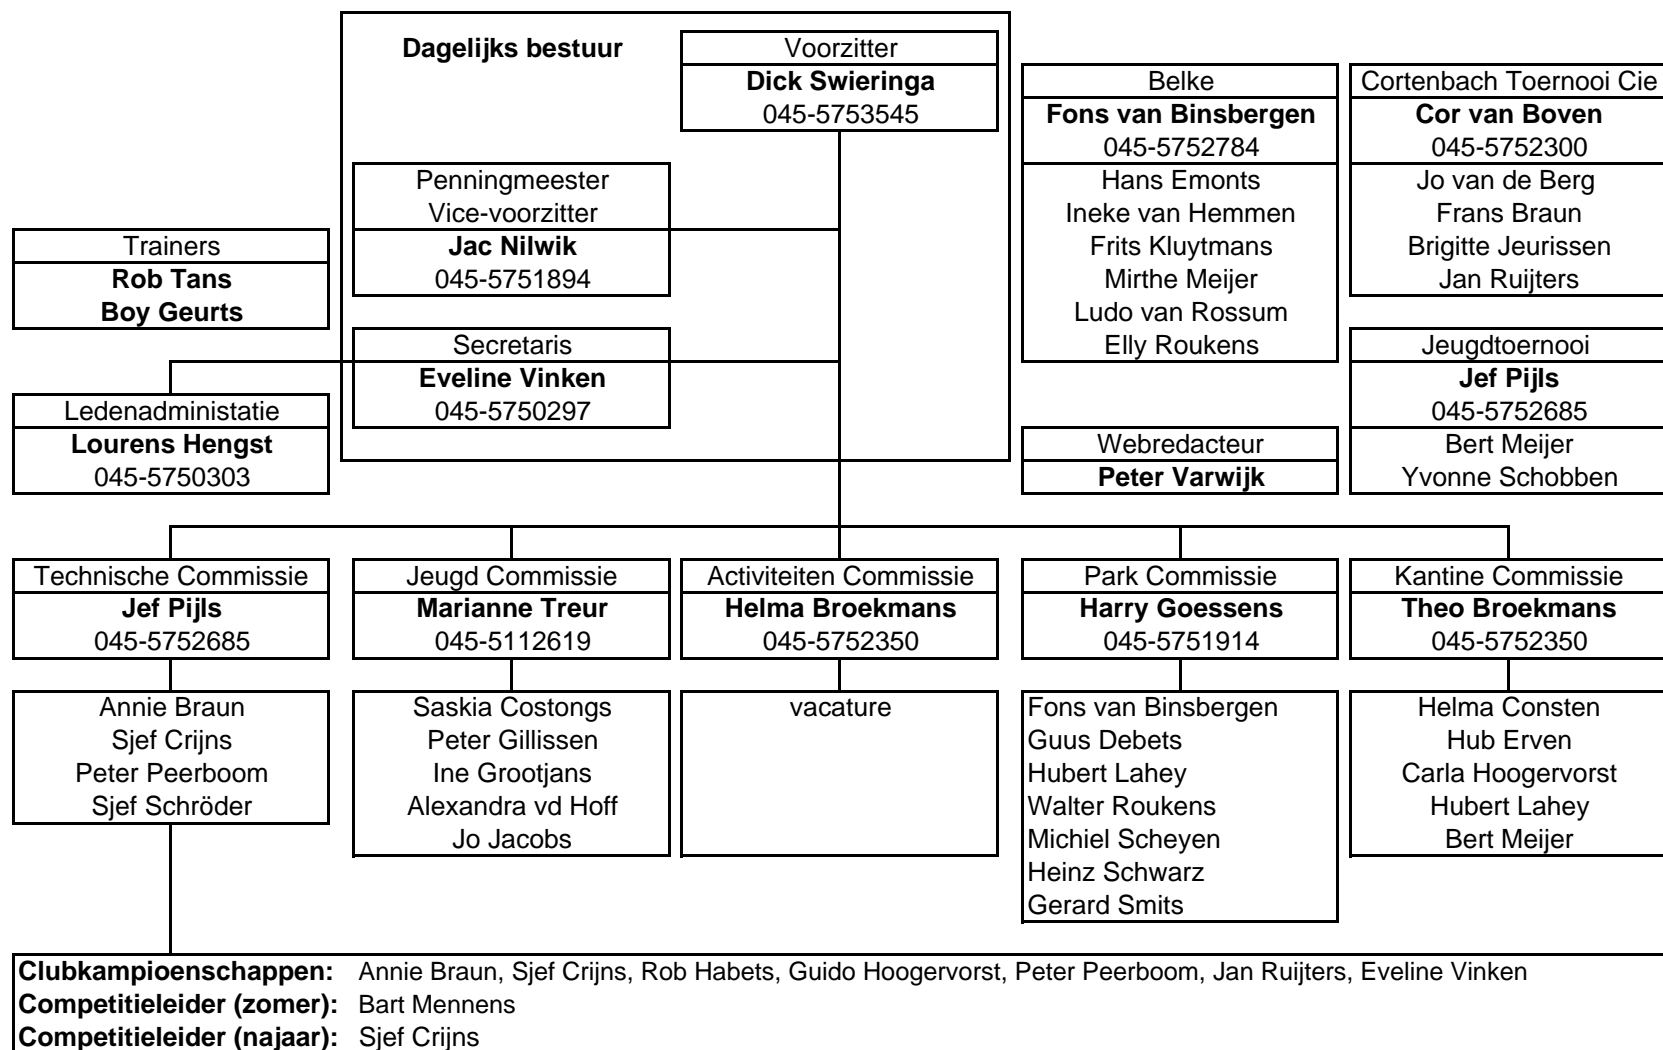 Dagelijks bestuur
Voorzitter
Dick Swieringa
045-5753545
Penningmeester
Vice-voorzitter
Jac Nilwik
045-5751894
Secretaris
Eveline Vinken
045-5750297
Trainers
Rob Tans
Boy Geurts
Ledenadministatie
Lourens Hengst
045-5750303
Belke
Fons van Binsbergen
045-5752784
Hans Emonts
Ineke van Hemmen
Frits Kluytmans
Mirthe Meijer
Ludo van Rossum
Elly Roukens
Cortenbach Toernooi Cie
Cor van Boven
045-5752300
Jo van de Berg
Frans Braun
Brigitte Jeurissen
Jan Ruijters
Jeugdtoernooi
Jef Pijls
045-5752685
Bert Meijer
Yvonne Schobben
Webredacteur
Peter Varwijk
Technische Commissie
Jef Pijls
045-5752685
Annie Braun
Sjef Crijns
Peter Peerboom
Sjef Schröder
Jeugd Commissie
Marianne Treur
045-5112619
Saskia Costongs
Peter Gillissen
Ine Grootjans
Alexandra vd Hoff
Jo Jacobs
Activiteiten Commissie
Helma Broekmans
045-5752350
vacature
Park Commissie
Harry Goessens
045-5751914
Fons van Binsbergen
Guus Debets
Hubert Lahey
Walter Roukens
Michiel Scheyen
Heinz Schwarz
Gerard Smits
Kantine Commissie
Theo Broekmans
045-5752350
Helma Consten
Hub Erven
Carla Hoogervorst
Hubert Lahey
Bert Meijer
Clubkampioenschappen: Annie Braun, Sjef Crijns, Rob Habets, Guido Hoogervorst, Peter Peerboom, Jan Ruijters, Eveline Vinken
Competitieleider (zomer): Bart Mennens
Competitieleider (najaar): Sjef Crijns